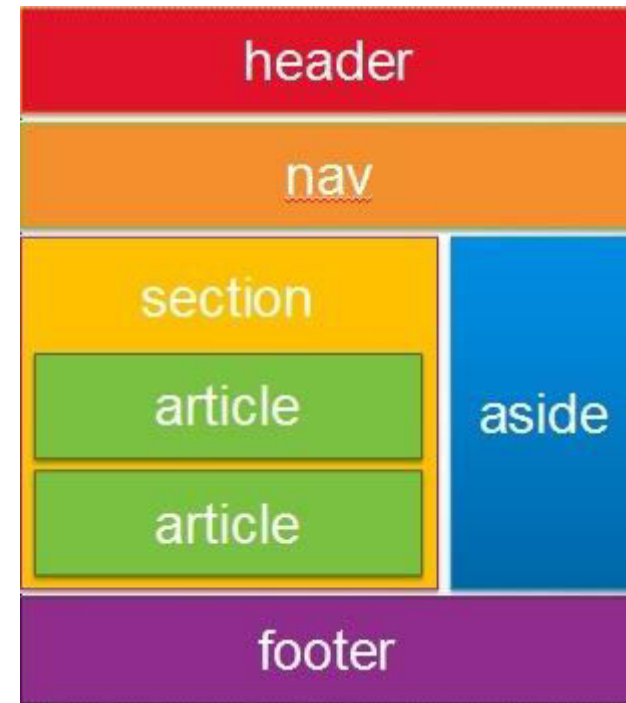 header
nav
section
article
article
aside
footer